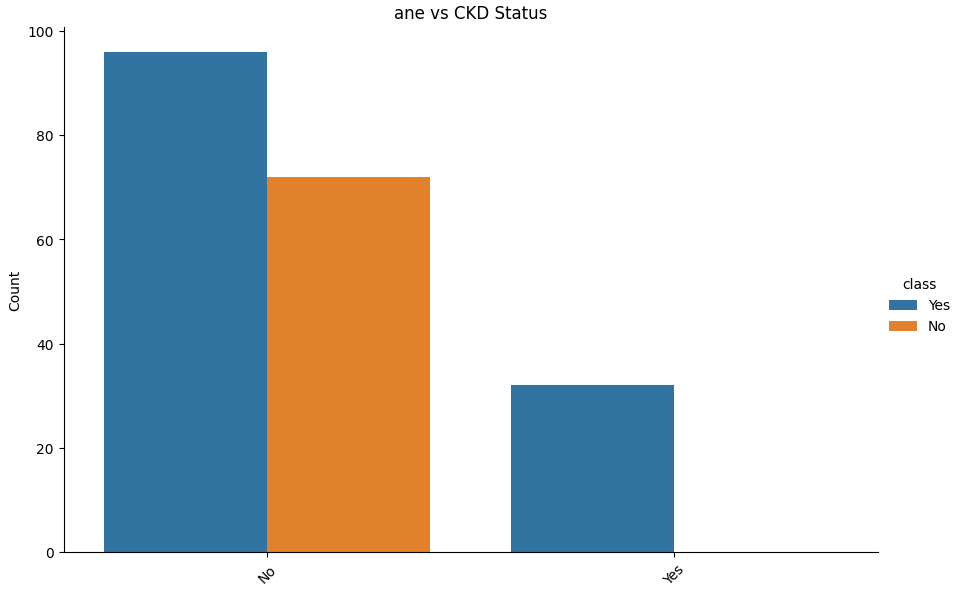 ane vs CKD Status
100
80
60
40
20
0
Count
No
Yes
class
Yes
No